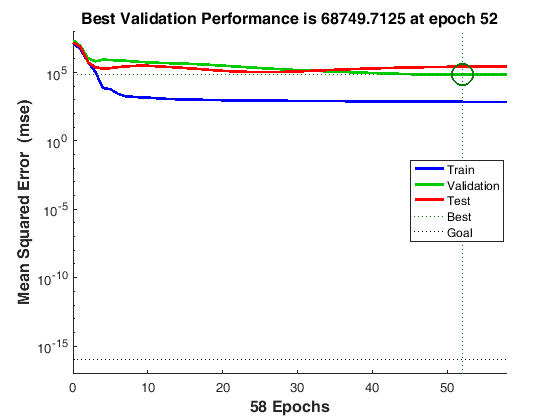 Best Validation Performance is 68749.7125 at epoch 52
Mean Squared Error (mse)
10^5
10^0
10^-5
10^-10
10^-15
Train
Validation
Test
Best
Goal
0 10 20 30 40 50
58 Epochs